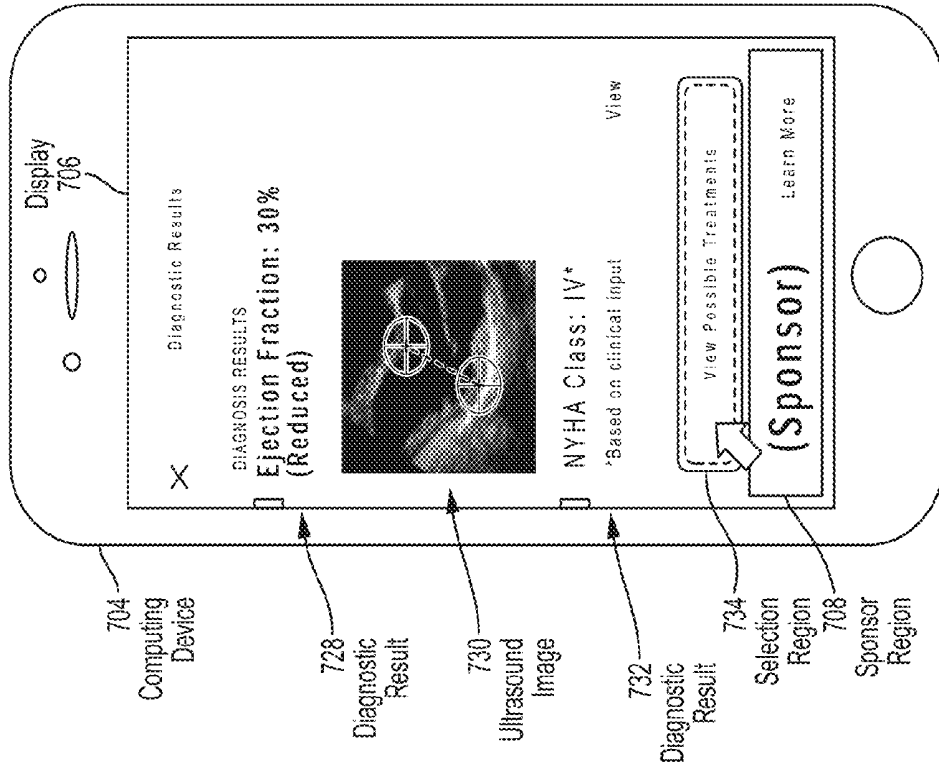 Display
706
704
Computing
Device
Diagnostic Results
X
DIAGNOSIS RESULTS
Ejection Fraction: 30%
(Reduced)
728
Diagnostic
Result
730
Ultrasound
Image
NYHA Class: IV*
*Based on clinical input
View
732
Diagnostic
Result
View Possible Treatments
734
Selection
Region
(Sponsor)
Learn More
708
Sponsor
Region